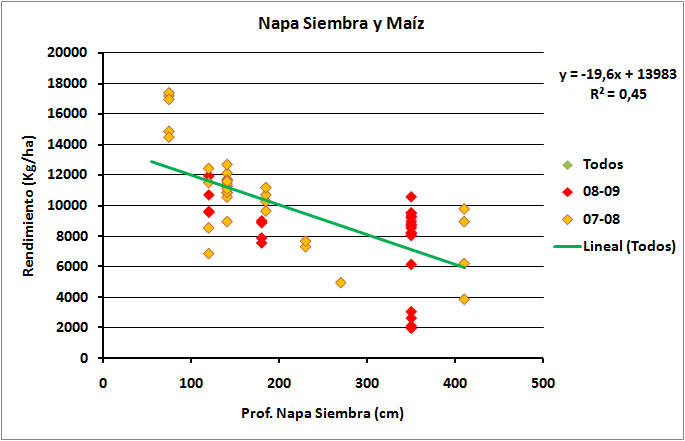 Napa Siembra y Maíz
y = -19,6x + 13983
R² = 0,45
Rendimiento (Kg/ha)
20000
18000
16000
14000
12000
10000
8000
6000
4000
2000
0
0 100 200 300 400 500
Prof. Napa Siembra (cm)
Todos
08-09
07-08
Lineal (Todos)